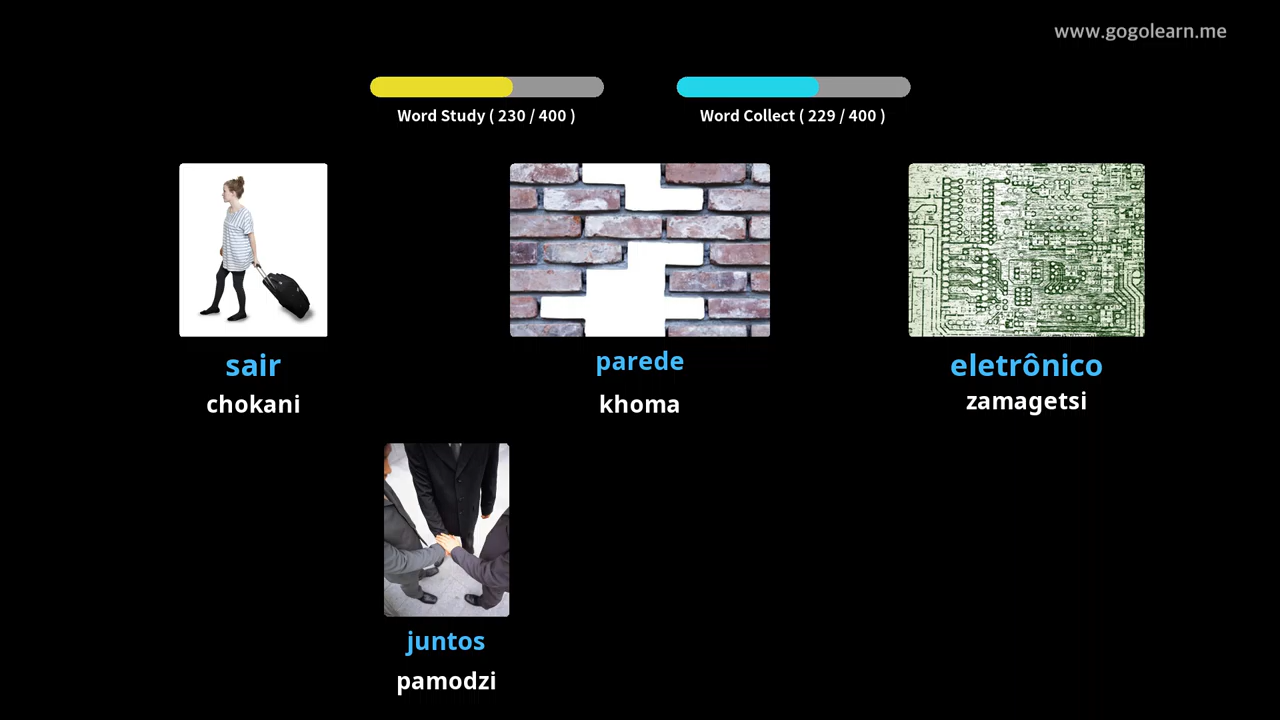 www.gogolearn.me
Word Study ( 230 / 400 )
Word Collect ( 229 / 400 )
sair
chokani
parede
khoma
eletrônico
zamagetsi
juntos
pamodzi